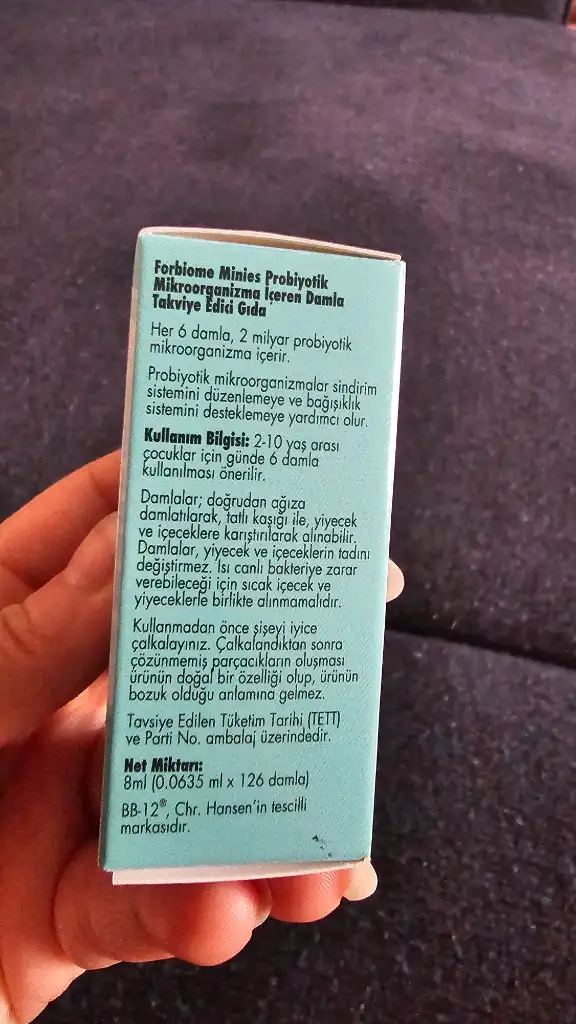 Forbiome Minies Probiyotik
Mikroorganizma İçeren Damla
Takviye Edici Gıda
Her 6 damla, 2 milyar probiyotik
mikroorganizma içerir.
Probiyotik mikroorganizmalar sindirim
sistemini düzenlemeye ve bağışıklık
sistemini desteklemeye yardımcı olur.
Kullanım Bilgisi: 2-10 yaş arası
çocuklar için günde 6 damla
kullanılması önerilir.
Damlalar; doğrudan ağıza
damlatılarak, tatlı kaşığı ile, yiyecek
ve içeceklere karıştırılarak alınabilir.
Damlalar, yiyecek ve içeceklerin tadını
değiştirmez. Isı canlı bakteriye zarar
verebileceği için sıcak içecek ve
yiyeceklerle birlikte alınmamalıdır.
Kullanmadan önce şişeyi iyice
çalkalayınız. Çalkalandıktan sonra
çözünmemiş parçacıkların oluşması
ürünün doğal bir özelliği olup, ürünün
bozuk olduğu anlamına gelmez.
Tavsiye Edilen Tüketim Tarihi (TETT)
ve Parti No. ambalaj üzerindedir.
Net Miktarı:
8ml (0.0635 ml x 126 damla)
BB-12®, Chr. Hansen'in tescilli
markasıdır.